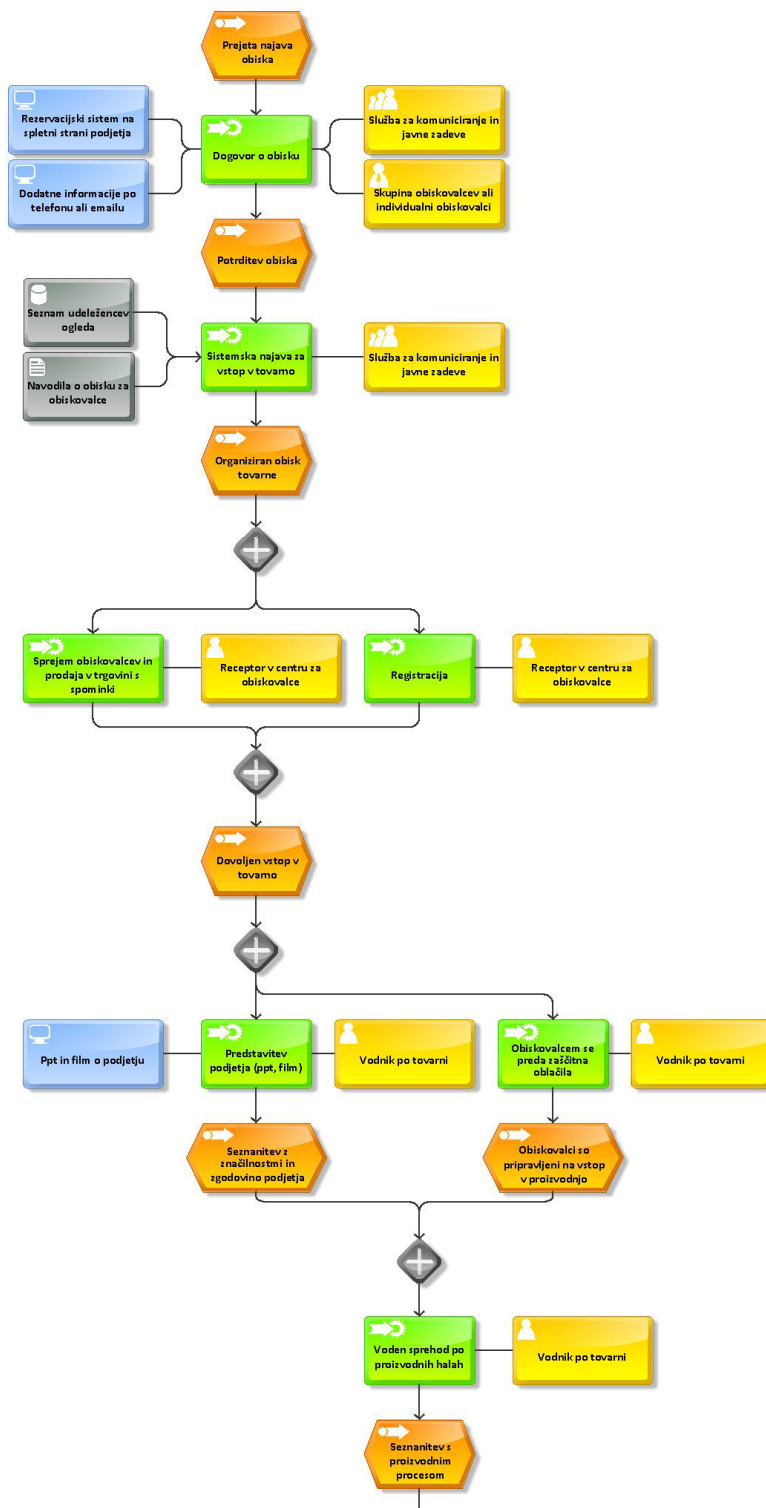 Prejeta najava
obiska
Rezervacijski sistem na
spletni strani podjetja
Dogovor o obisku
Služba za komuniciranje in
javne zadeve
Dodatne informacije po
telefonu ali emailu
Skupina obiskovalcev ali
individualni obiskovalci
Potrditev obiska
Seznam udeležencev
ogleda
Sistemska najava za
vstop v tovarno
Služba za komuniciranje in
javne zadeve
Navodila o obisku za
obiskovalce
Organiziran obisk
tovarne
Sprejem obiskovalcev in
prodaja v trgovini s
spominki
Receptor v centru za
obiskovalce
Registracija
Receptor v centru za
obiskovalce
Dovoljen vstop v
tovarno
Ppt in film o podjetju
Predstavitev
podjetja (ppt, film)
Vodnik po tovarni
Obiskovalcem se
preda zaščitna
oblačila
Vodnik po tovarni
Seznanitev z
značilnostmi in
zgodovino podjetja
Obiskovalci so
pripravljeni na vstop
v proizvodnjo
Voden sprehod po
proizvodnih halah
Vodnik po tovarni
Seznanitev s
proizvodnim
procesom